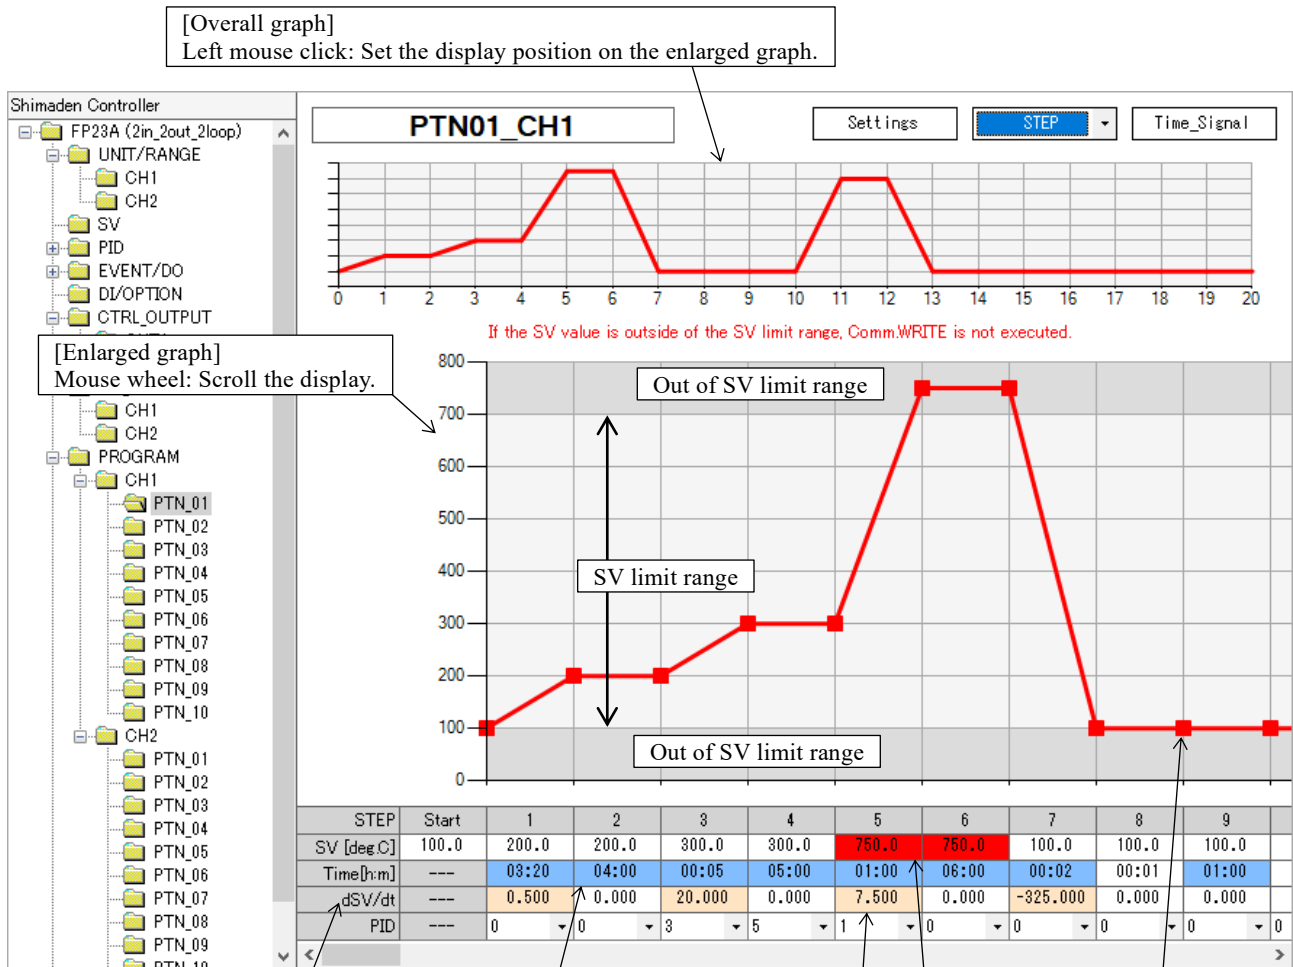 [Overall graph]
Left mouse click: Set the display position on the enlarged graph.
Shimaden Controller
FP23A (2in_2out_2loop)
UNIT/RANGE
CH1
CH2
SV
PID
EVENT/DO
DI/OPTION
CTRL_OUTPUT
CH1
CH2
PROGRAM
CH1
PTN_01
PTN_02
PTN_03
PTN_04
PTN_05
PTN_06
PTN_07
PTN_08
PTN_09
PTN_10
CH2
PTN_01
PTN_02
PTN_03
PTN_04
PTN_05
PTN_06
PTN_07
PTN_08
PTN_09
PTN_10
PTN01_CH1
Settings
STEP
Time_Signal
0 1 2 3 4 5 6 7 8 9 10 11 12 13 14 15 16 17 18 19 20
If the SV value is outside of the SV limit range, Comm.WRITE is not executed.
[Enlarged graph]
Mouse wheel: Scroll the display.
800
700
600
500
400
300
200
100
0
Out of SV limit range
SV limit range
Out of SV limit range
STEP Start 1 2 3 4 5 6 7 8 9
SV [deg.C] 100.0 200.0 200.0 300.0 300.0 750.0 750.0 100.0 100.0 100.0
Time[h:m] --- 03:20 04:00 00:05 05:00 01:00 06:00 00:02 00:01 01:00
dSV/dt --- 0.500 0.000 20.000 0.000 7.500 0.000 -325.000 0.000 0.000
PID --- 0 0 3 5 1 0 0 0 0 0